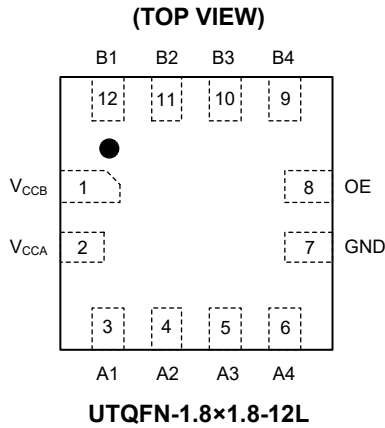 (TOP VIEW)
B1 B2 B3 B4
12 11 10 9
VCCB 1 8 OE
VCCA 2 7 GND
3 4 5 6
A1 A2 A3 A4
UTQFN-1.8×1.8-12L